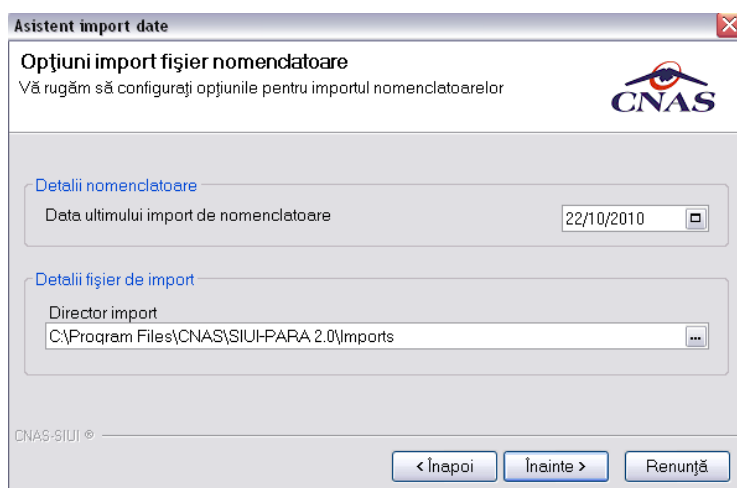 Asistent import date
Opţiuni import fişier nomenclatoare
Vă rugăm să configuraţi opţiunile pentru importul nomenclatoarelor
CNAS
Detalii nomenclatoare
Data ultimului import de nomenclatoare
22/10/2010
Detalii fişier de import
Director import
C:\Program Files\CNAS\SIUI-PARA 2.0\Imports
...
CNAS-SIUI ®
< Înapoi
Înainte >
Renunţă